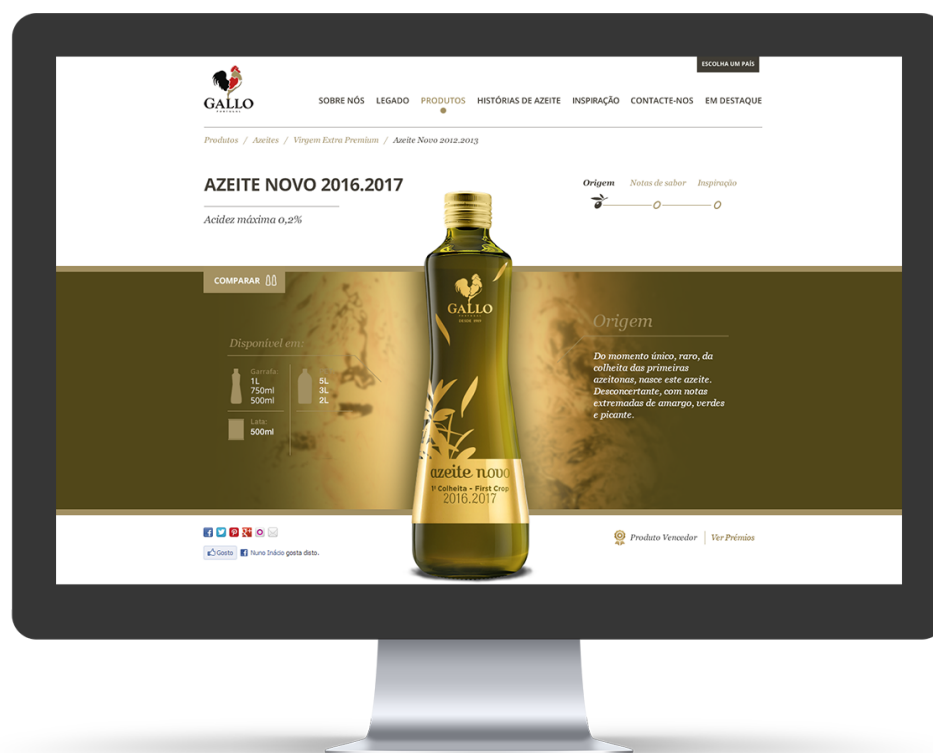 ESCOLHA UM PAÍS
GALLO
PORTUGAL
SOBRE NÓS LEGADO PRODUTOS HISTÓRIAS DE AZEITE INSPIRAÇÃO CONTACTE-NOS EM DESTAQUE
Produtos / Azeites / Virgem Extra Premium / Azeite Novo 2012.2013
AZEITE NOVO 2016.2017
Acidez máxima 0,2%
Origem Notas de sabor Inspiração
COMPARAR
Disponível em:
Garrafa:
1L
750ml
500ml
5L
3L
2L
Lata:
500ml
GALLO
PORTUGAL
azeite novo
1ª Colheita – First Crop
2016.2017
Origem
Do momento único, raro, da
colheita das primeiras
azeitonas, nasce este azeite.
Desconcertante, com notas
extremadas de amargo, verdes
e picante.
Gosto Nuno Inácio gosta disto.
Produto Vencedor Ver Prémios